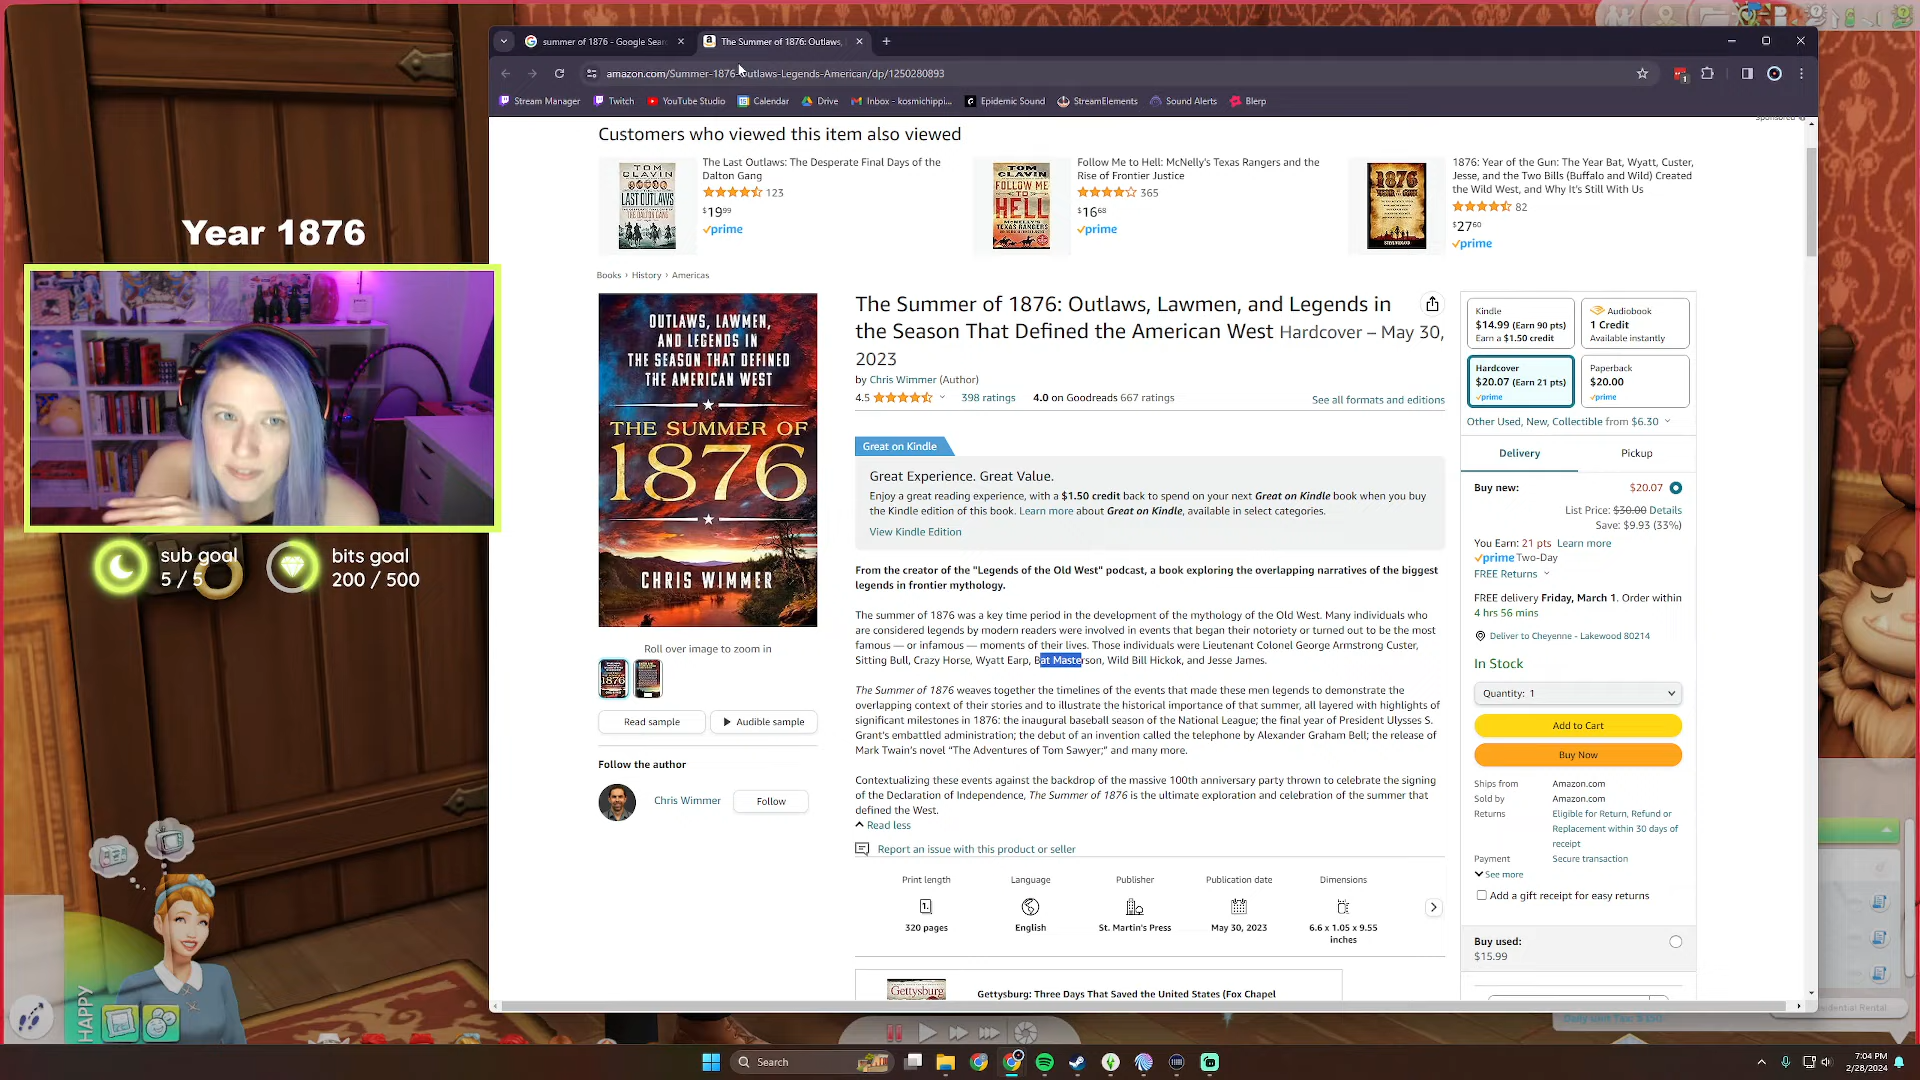 summer of 1876 - Google Sear
The Summer of 1876: Outlaws,
amazon.com/Summer-1876-Outlaws-Legends-American/dp/1250280893
Stream Manager
Twitch
YouTube Studio
Calendar
Drive
Inbox - kosmichippi...
Epidemic Sound
StreamElements
Sound Alerts
Blerp
Customers who viewed this item also viewed
TOM CLAVIN
LAST OUTLAWS
The Last Outlaws: The Desperate Final Days of the
Dalton Gang
123
$19⁹⁹
prime
TOM CLAVIN
FOLLOW ME TO HELL
Follow Me to Hell: McNelly's Texas Rangers and the
Rise of Frontier Justice
365
$16⁶⁸
prime
1876
1876: Year of the Gun: The Year Bat, Wyatt, Custer,
Jesse, and the Two Bills (Buffalo and Wild) Created
the Wild West, and Why It's Still With Us
82
$27⁶⁰
prime
Year 1876
sub goal
5 / 5
bits goal
200 / 500
Books › History › Americas
OUTLAWS, LAWMEN,
AND LEGENDS IN
THE SEASON THAT DEFINED
THE AMERICAN WEST
THE SUMMER OF
1876
CHRIS WIMMER
Roll over image to zoom in
Read sample
Audible sample
Follow the author
Chris Wimmer
Follow
The Summer of 1876: Outlaws, Lawmen, and Legends in
the Season That Defined the American West Hardcover – May 30,
2023
by Chris Wimmer (Author)
4.5
398 ratings
4.0 on Goodreads 667 ratings
See all formats and editions
Great on Kindle
Great Experience. Great Value.
Enjoy a great reading experience, with a $1.50 credit back to spend on your next Great on Kindle book when you buy
the Kindle edition of this book. Learn more about Great on Kindle, available in select categories.
View Kindle Edition
From the creator of the "Legends of the Old West" podcast, a book exploring the overlapping narratives of the biggest
legends in frontier mythology.
The summer of 1876 was a key time period in the development of the mythology of the Old West. Many individuals who
are considered legends by modern readers were involved in events that began their notoriety or turned out to be the most
famous — or infamous — moments of their lives. Those individuals were Lieutenant Colonel George Armstrong Custer,
Sitting Bull, Crazy Horse, Wyatt Earp, Bat Masterson, Wild Bill Hickok, and Jesse James.
The Summer of 1876 weaves together the timelines of the events that made these men legends to demonstrate the
overlapping context of their stories and to illustrate the historical importance of that summer, all layered with highlights of
significant milestones in 1876: the inaugural baseball season of the National League; the final year of President Ulysses S.
Grant's embattled administration; the debut of an invention called the telephone by Alexander Graham Bell; the release of
Mark Twain's novel “The Adventures of Tom Sawyer;” and many more.
Contextualizing these events against the backdrop of the massive 100th anniversary party thrown to celebrate the signing
of the Declaration of Independence, The Summer of 1876 is the ultimate exploration and celebration of the summer that
defined the West.
Read less
Report an issue with this product or seller
Print length
320 pages
Language
English
Publisher
St. Martin's Press
Publication date
May 30, 2023
Dimensions
6.6 x 1.05 x 9.55
inches
Gettysburg
Gettysburg: Three Days That Saved the United States (Fox Chapel
Kindle
$14.99 (Earn 90 pts)
Earn a $1.50 credit
Audiobook
1 Credit
Available instantly
Hardcover
$20.07 (Earn 21 pts)
prime
Paperback
$20.00
prime
Other Used, New, Collectible from $6.30
Delivery
Pickup
Buy new:
$20.07
List Price: $30.00 Details
Save: $9.93 (33%)
You Earn: 21 pts Learn more
prime Two-Day
FREE Returns
FREE delivery Friday, March 1. Order within
4 hrs 56 mins
Deliver to Cheyenne - Lakewood 80214
In Stock
Quantity: 1
Add to Cart
Buy Now
Ships from Amazon.com
Sold by Amazon.com
Returns Eligible for Return, Refund or
Replacement within 30 days of
receipt
Payment Secure transaction
See more
Add a gift receipt for easy returns
Buy used:
$15.99
HAPPY
Search
7:04 PM
2/28/2024